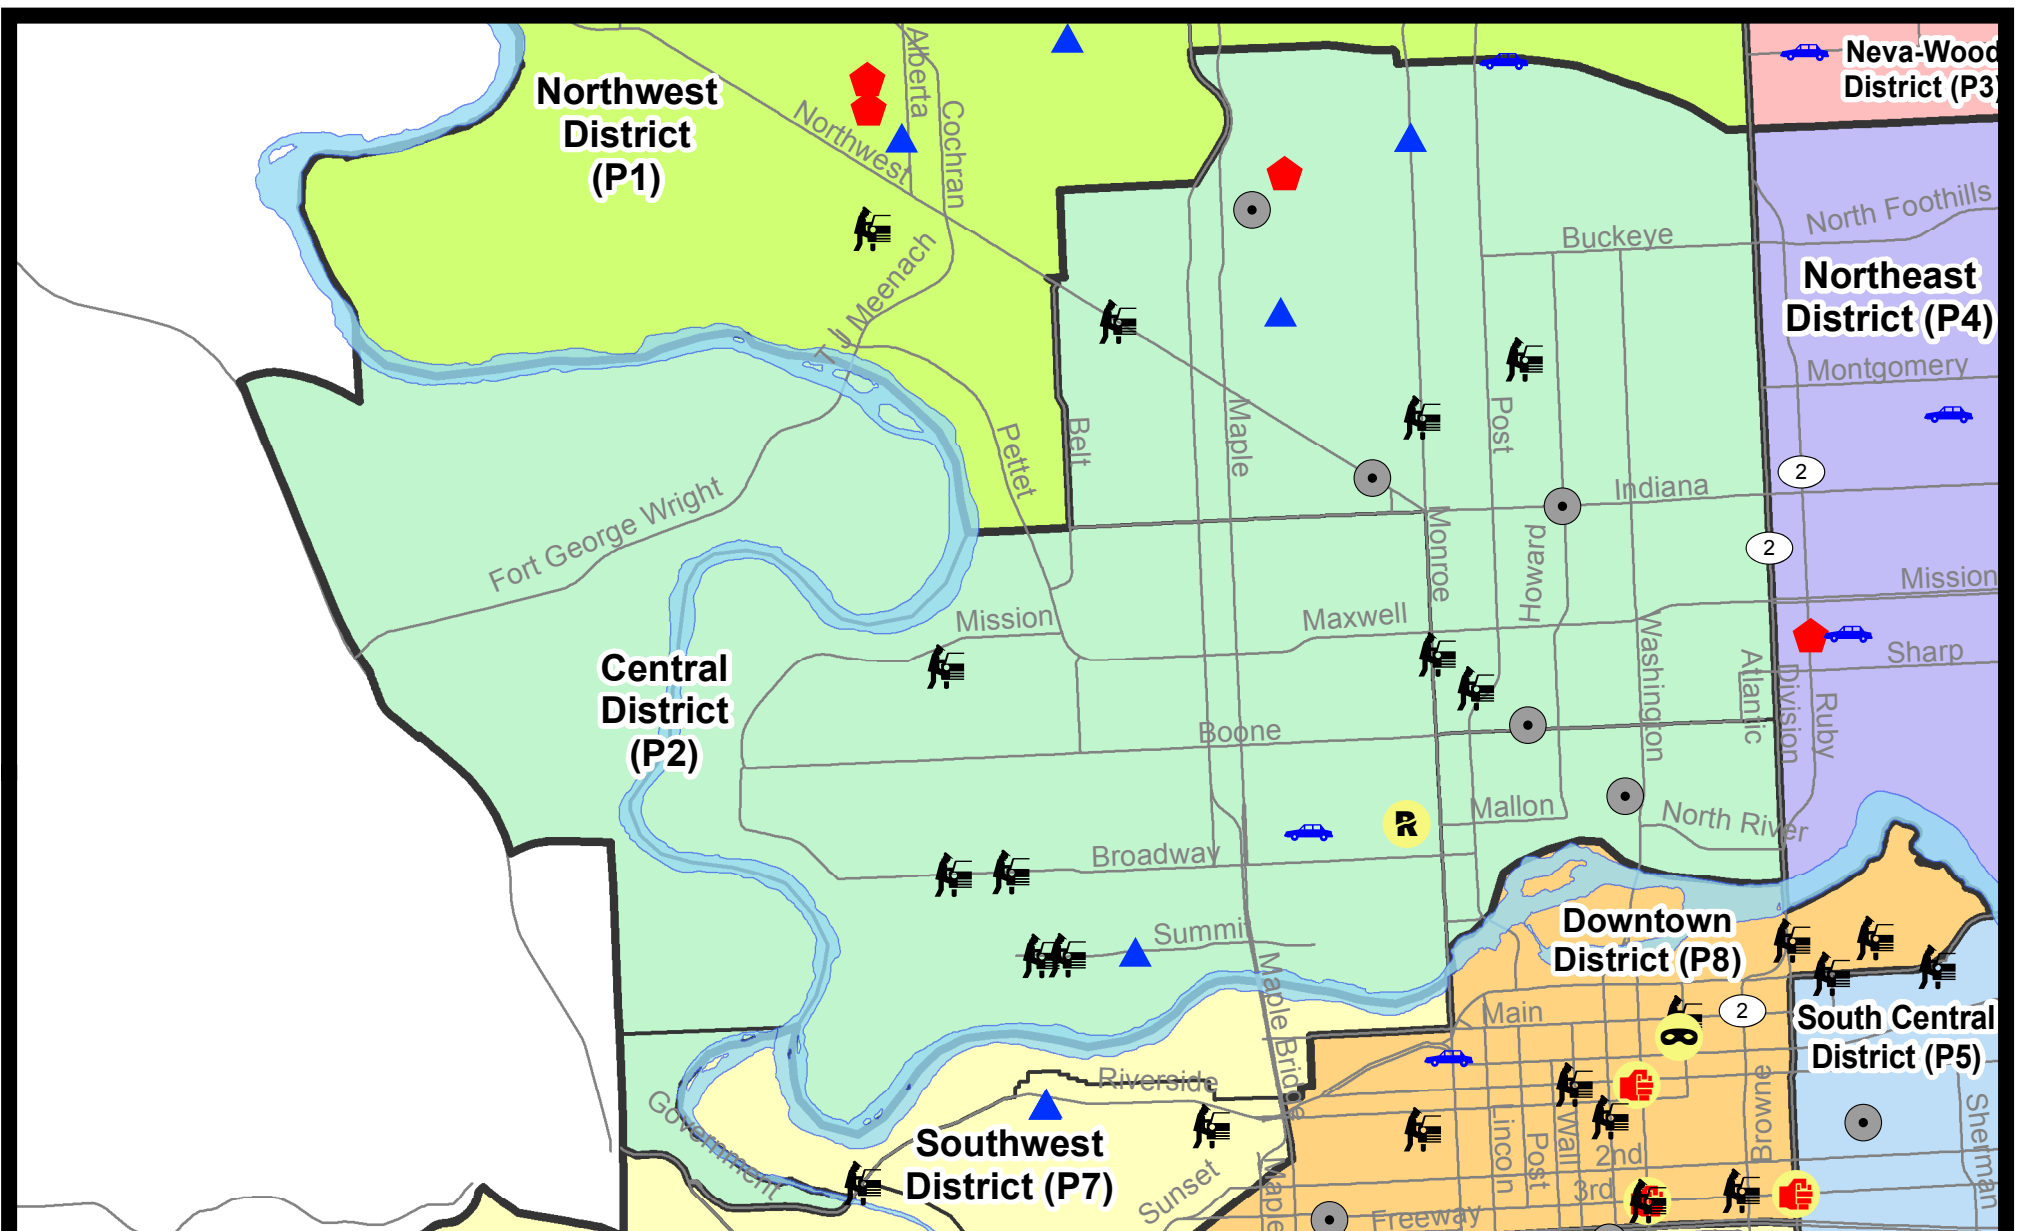 Northwest
District
(P1)
Alberta
Cochran
Northwest
Neva-Wood
District (P3)
North Foothills
Buckeye
Northeast
District (P4)
T J Meenach
Montgomery
Belt
Maple
Post
Pettet
2
Indiana
Fort George Wright
Monroe
Howard
2
Mission
Mission
Maxwell
Washington
Sharp
Central
District
(P2)
Atlantic
Division
Ruby
Boone
Mallon
North River
R
Broadway
Summit
Downtown
District (P8)
Maple Bridge
Main
2
South Central
District (P5)
Riverside
Government
Southwest
District (P7)
Sunset
Maple
Lincoln
Post
Wall
2nd
3rd
Browne
Sherman
Freeway